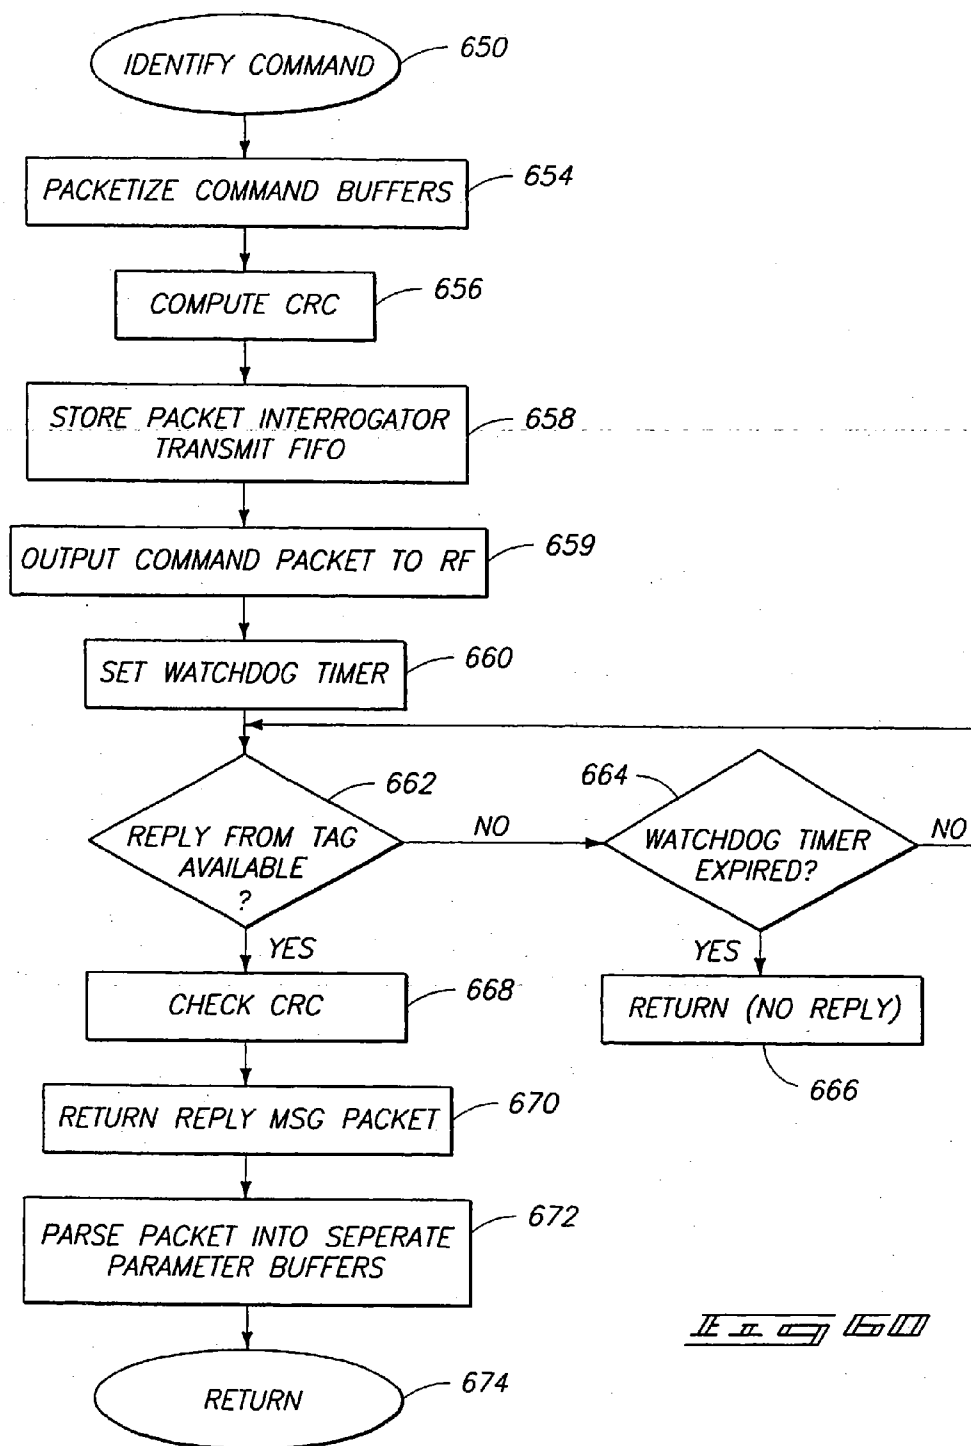 IDENTIFY COMMAND
650
PACKETIZE COMMAND BUFFERS
654
COMPUTE CRC
656
STORE PACKET INTERROGATOR
TRANSMIT FIFO
658
OUTPUT COMMAND PACKET TO RF
659
SET WATCHDOG TIMER
660
REPLY FROM TAG
AVAILABLE
?
662
NO
664
WATCHDOG TIMER
EXPIRED?
NO
YES
YES
CHECK CRC
668
RETURN (NO REPLY)
666
RETURN REPLY MSG PACKET
670
PARSE PACKET INTO SEPERATE
PARAMETER BUFFERS
672
RETURN
674
FIG 60